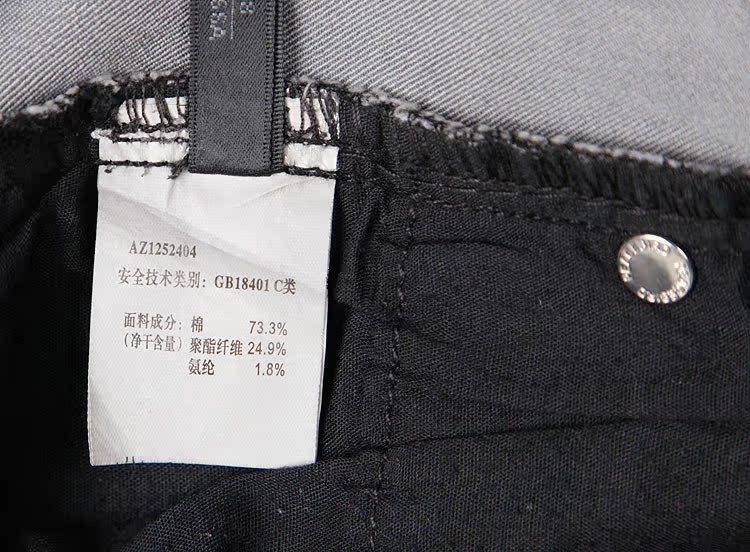 AZ1252404
安全技术类别：GB18401 C类
面料成分：棉 73.3%
（净干含量）聚酯纤维 24.9%
氨纶 1.8%